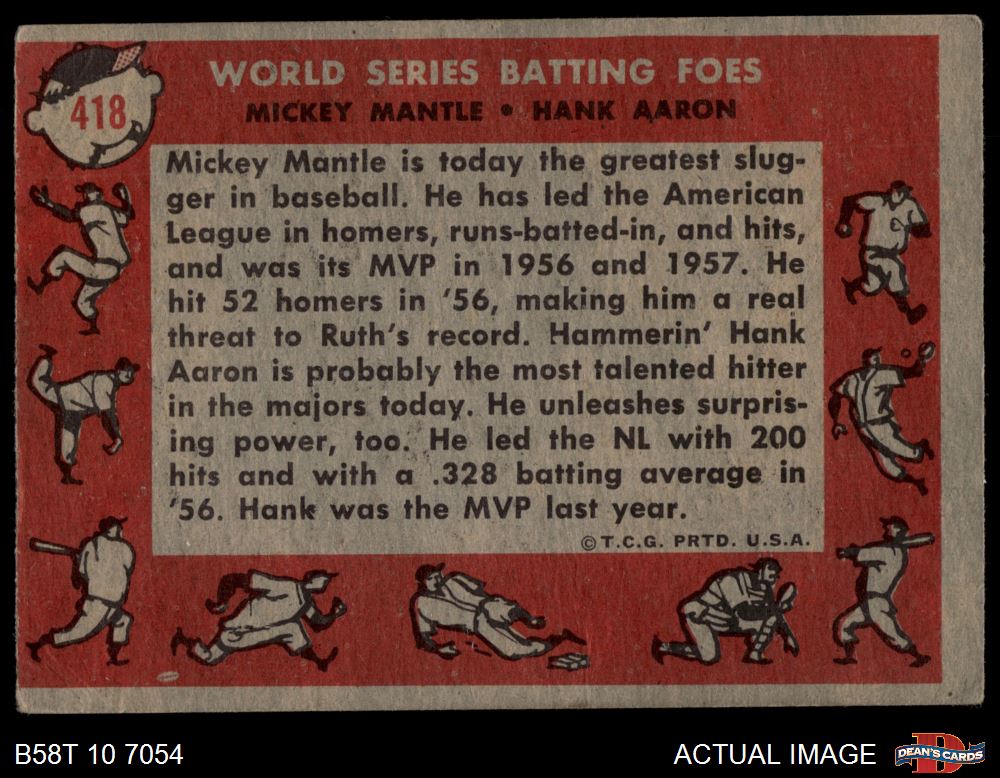 418
WORLD SERIES BATTING FOES
MICKEY MANTLE • HANK AARON
Mickey Mantle is today the greatest slug-
ger in baseball. He has led the American
League in homers, runs-batted-in, and hits,
and was its MVP in 1956 and 1957. He
hit 52 homers in '56, making him a real
threat to Ruth's record. Hammerin' Hank
Aaron is probably the most talented hitter
in the majors today. He unleashes surpris-
ing power, too. He led the NL with 200
hits and with a .328 batting average in
'56. Hank was the MVP last year.
© T.C.G. PRTD. U.S.A.
B58T 10 7054
ACTUAL IMAGE
DEAN'S CARDS